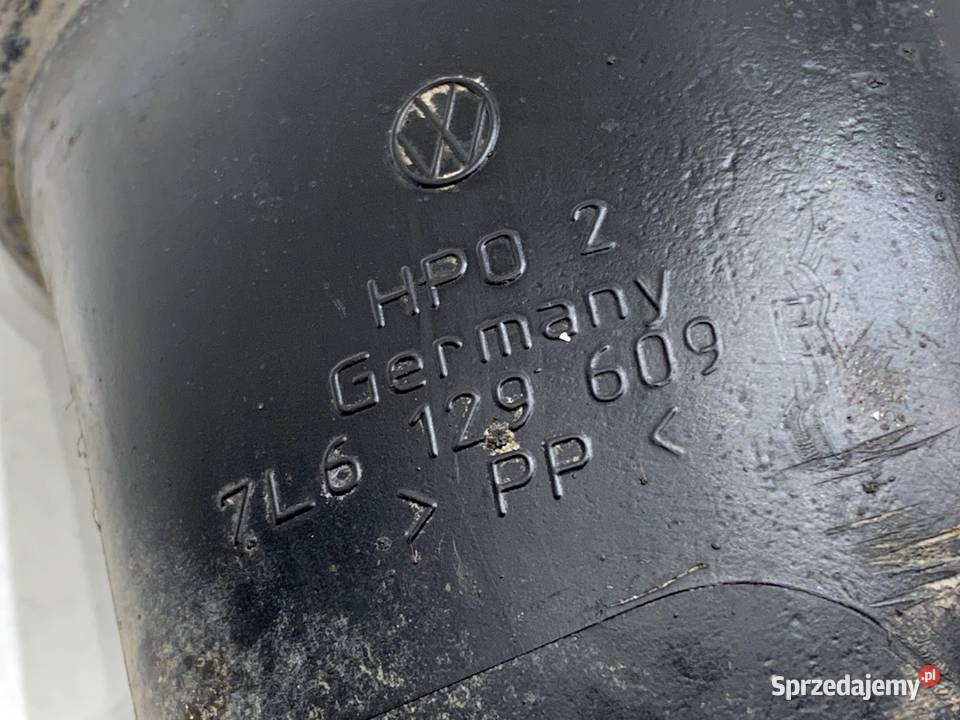 HPO 2
Germany
7L6 129 609
> PP <
Sprzedajemy.pl